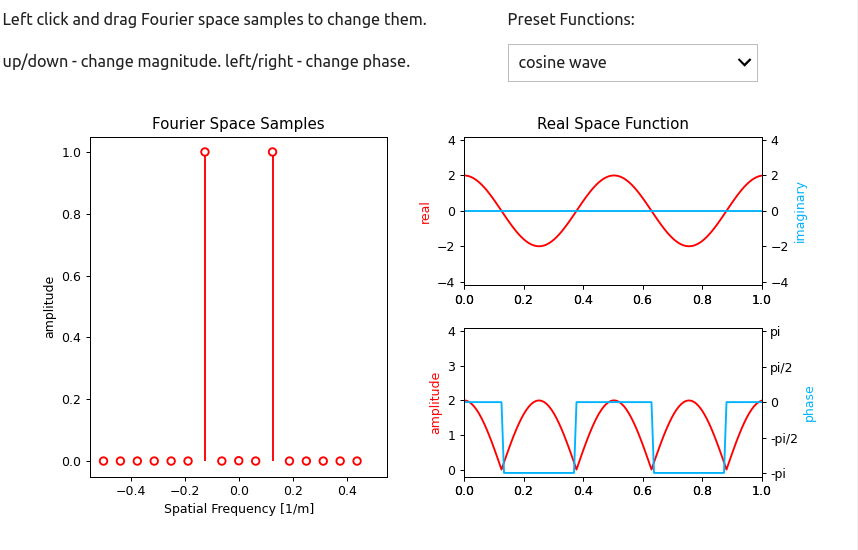 Left click and drag Fourier space samples to change them.
Preset Functions:
up/down - change magnitude. left/right - change phase.
cosine wave
Fourier Space Samples
1.0
0.8
0.6
0.4
0.2
0.0
amplitude
−0.4 −0.2 0.0 0.2 0.4
Spatial Frequency [1/m]
Real Space Function
4
2
0
−2
−4
real
4
2
0
−2
−4
imaginary
0.0 0.2 0.4 0.6 0.8 1.0
4
3
2
1
0
amplitude
pi
pi/2
0
-pi/2
-pi
phase
0.0 0.2 0.4 0.6 0.8 1.0